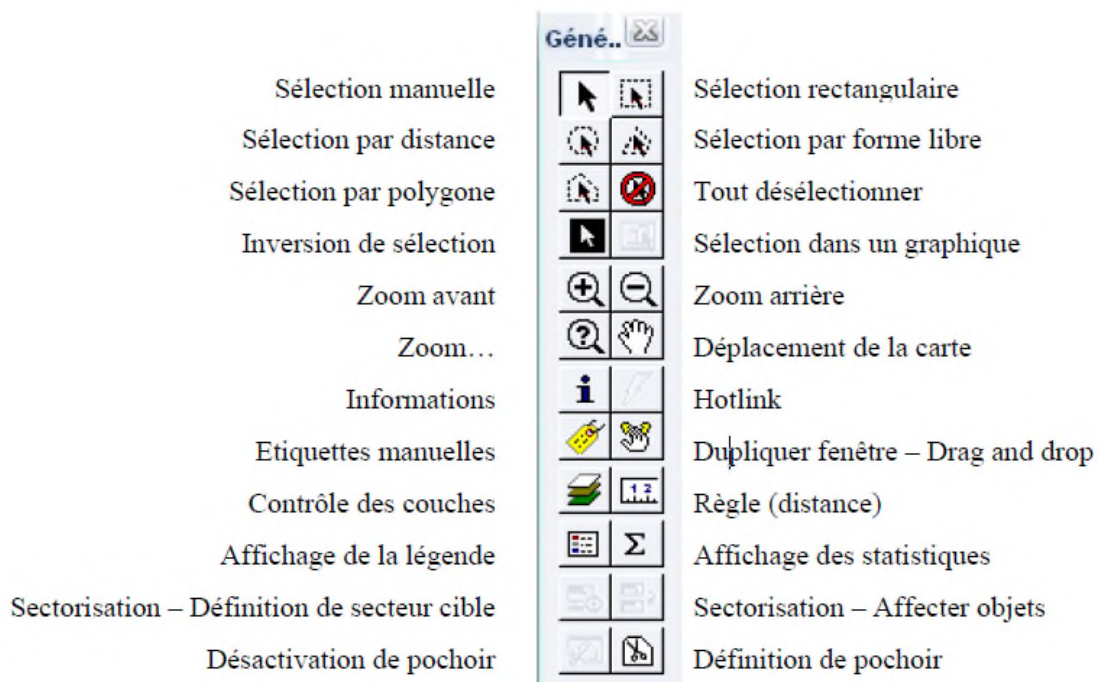 Géné..
Sélection manuelle Sélection rectangulaire
Sélection par distance Sélection par forme libre
Sélection par polygone Tout désélectionner
Inversion de sélection Sélection dans un graphique
Zoom avant Zoom arrière
Zoom… Déplacement de la carte
Informations Hotlink
Etiquettes manuelles Dupliquer fenêtre – Drag and drop
Contrôle des couches 1 2 Règle (distance)
Affichage de la légende Σ Affichage des statistiques
Sectorisation – Définition de secteur cible Sectorisation – Affecter objets
Désactivation de pochoir Définition de pochoir